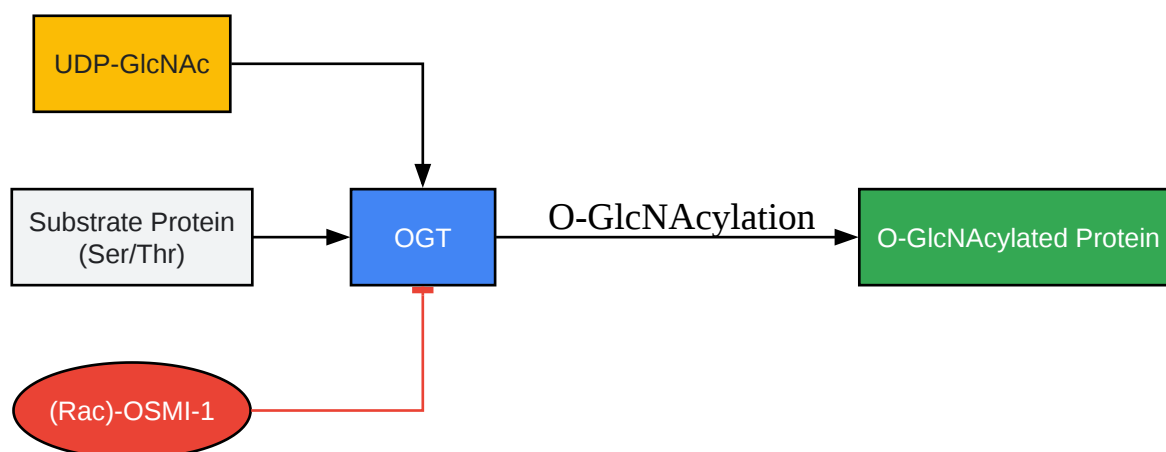 UDP-GlcNAc
Substrate Protein
(Ser/Thr)
OGT
O-GlcNAcylation
O-GlcNAcylated Protein
(Rac)-OSMI-1